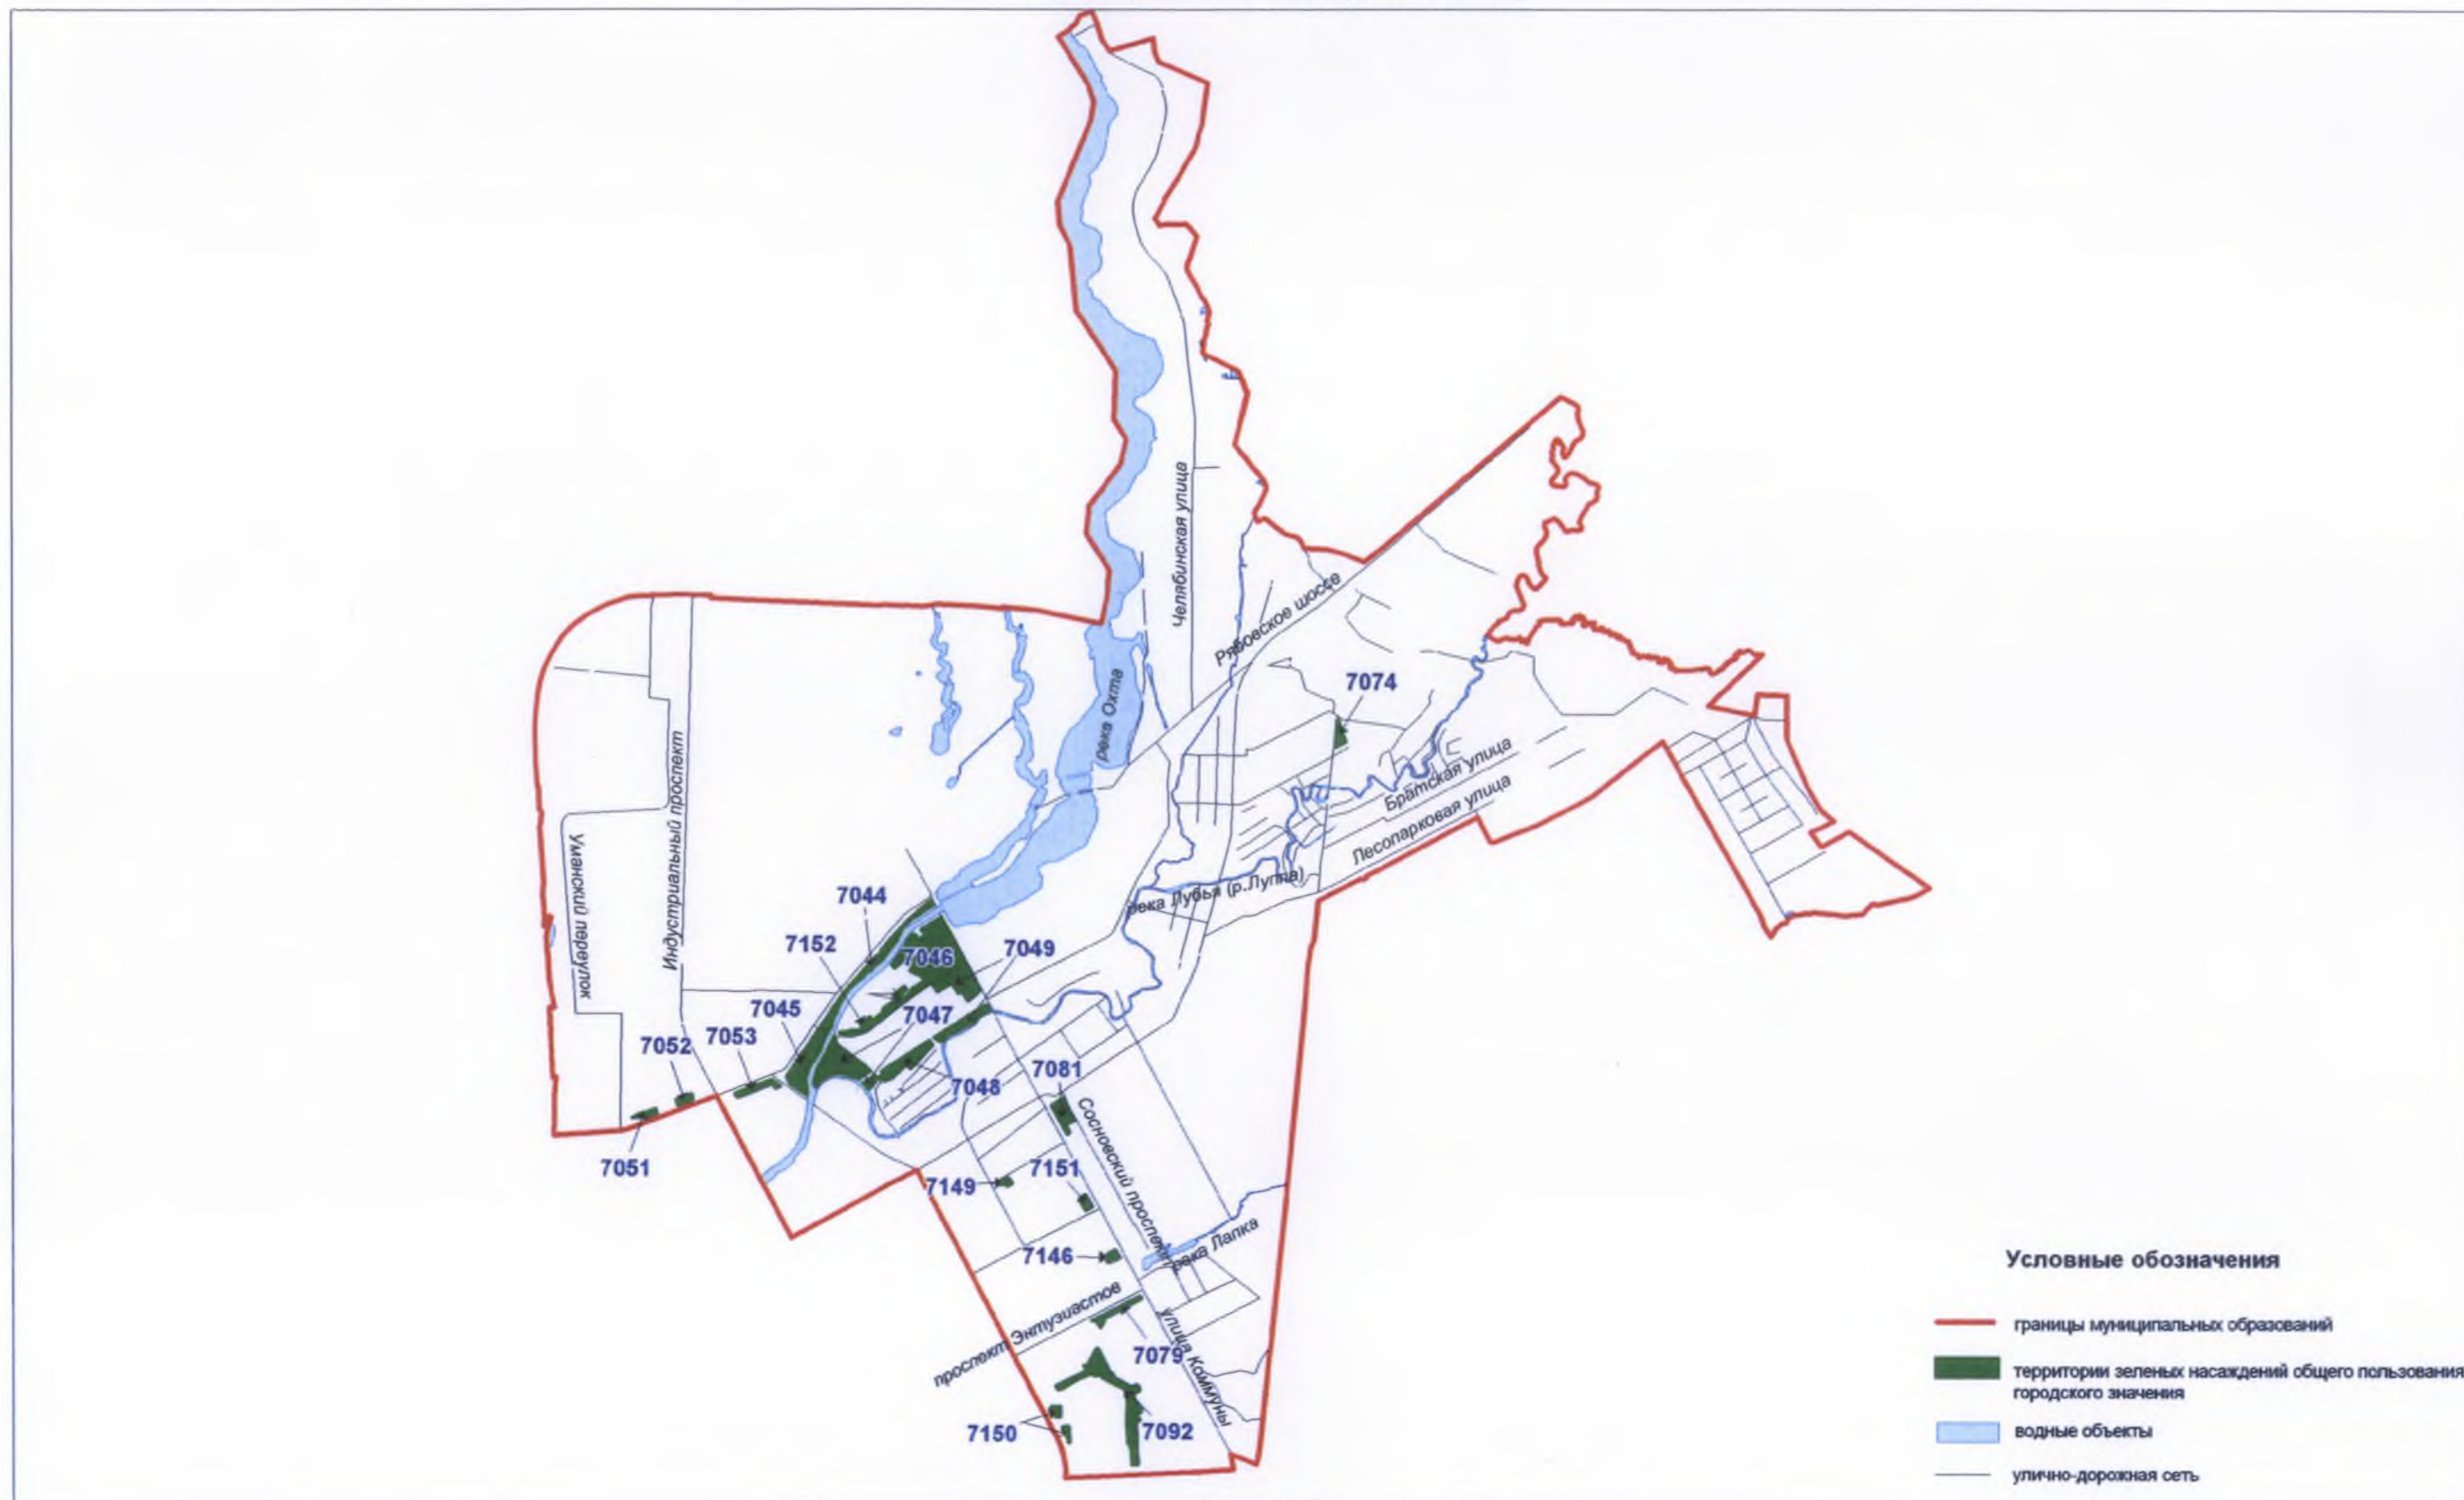 Челябинская улица
Рябовское шоссе
река Охта
7074
Индустриальный проспект
Братская улица
Лесопарковая улица
Уманский переулок
река Лубья (р.Луппа)
7044
7152
7046
7049
7045
7047
7053
7052
7048
7081
7051
Сосновский проспект
7151
7149
река Лапка
7146
проспект Энтузиастов
улица Коммуны
7079
7150
7092
Условные обозначения
границы муниципальных образований
территории зеленых насаждений общего пользования
городского значения
водные объекты
улично-дорожная сеть